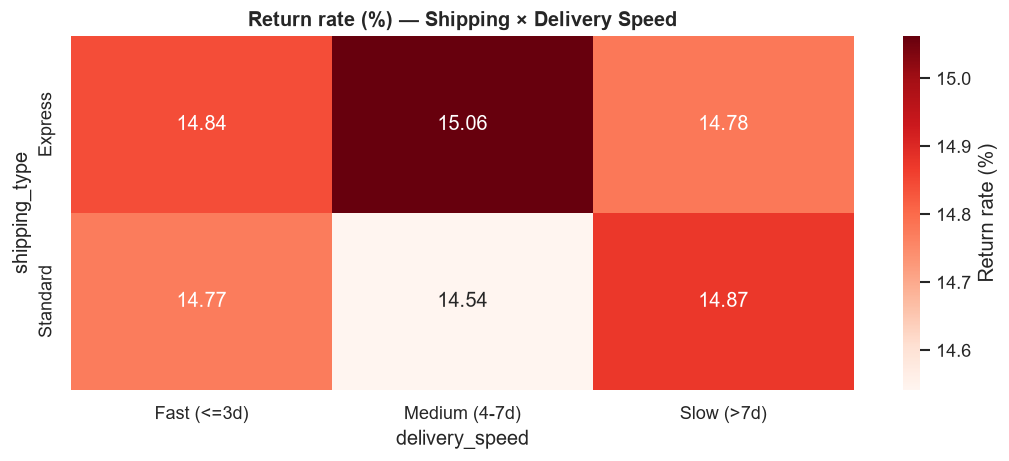 Return rate (%) — Shipping × Delivery Speed
shipping_type
Express
Standard
14.84
15.06
14.78
14.77
14.54
14.87
Fast (<=3d)
Medium (4-7d)
Slow (>7d)
delivery_speed
15.0
14.9
14.8
14.7
14.6
Return rate (%)